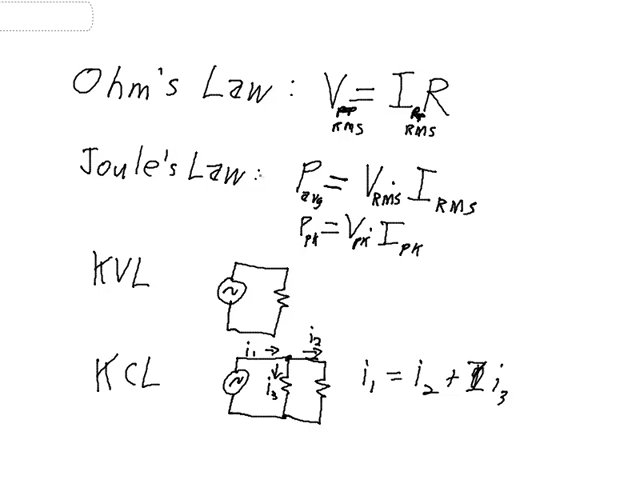 Ohm's Law: V RMS = I RMS R
Joule's Law: P avg = V RMS · I RMS
P pk = V pk · I pk
KVL
i₁ → i₂
KCL i₃ i₁ = i₂ + i₃